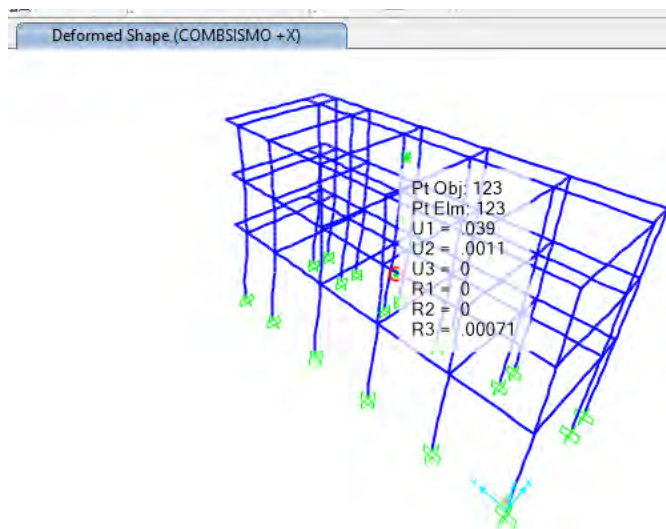 Deformed Shape (COMBSISMO +X)
Pt Obj: 123
Pt Elm: 123
U1 = .039
U2 = .0011
U3 = 0
R1 = 0
R2 = 0
R3 = .00071